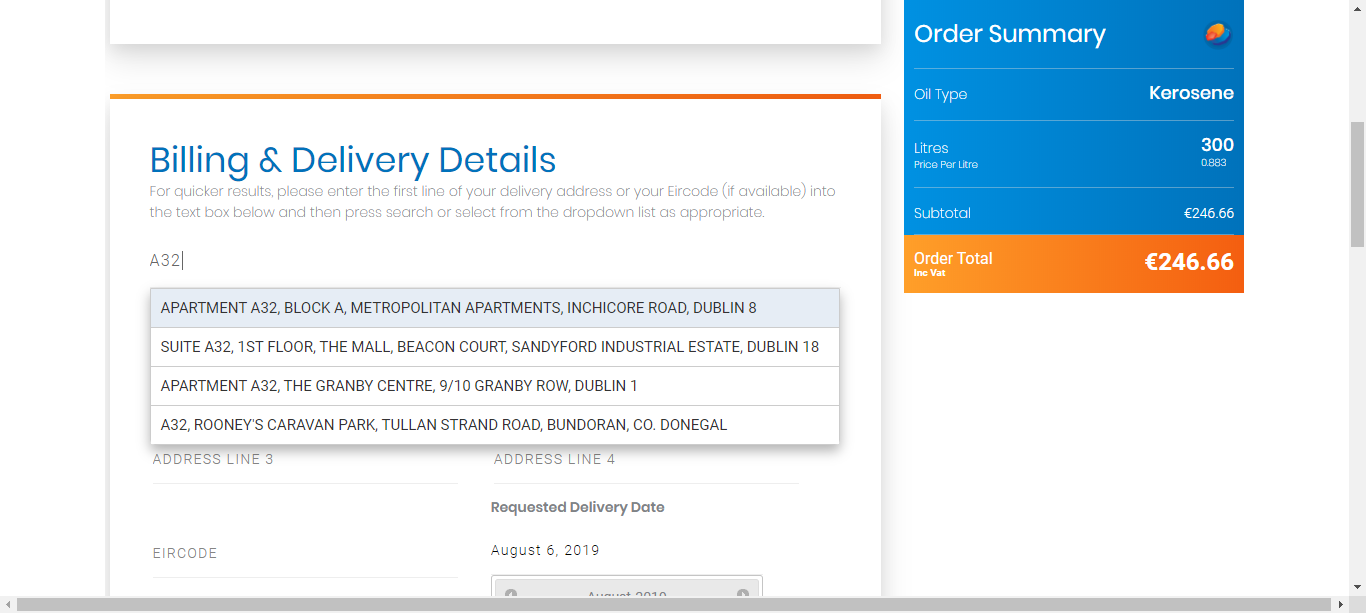 Billing & Delivery Details
For quicker results, please enter the first line of your delivery address or your Eircode (if available) into
the text box below and then press search or select from the dropdown list as appropriate.
A32
APARTMENT A32, BLOCK A, METROPOLITAN APARTMENTS, INCHICORE ROAD, DUBLIN 8
SUITE A32, 1ST FLOOR, THE MALL, BEACON COURT, SANDYFORD INDUSTRIAL ESTATE, DUBLIN 18
APARTMENT A32, THE GRANBY CENTRE, 9/10 GRANBY ROW, DUBLIN 1
A32, ROONEY'S CARAVAN PARK, TULLAN STRAND ROAD, BUNDORAN, CO. DONEGAL
ADDRESS LINE 3
ADDRESS LINE 4
Requested Delivery Date
EIRCODE
August 6, 2019
August 2019
Order Summary
Oil Type Kerosene
Litres 300
Price Per Litre 0.883
Subtotal €246.66
Order Total €246.66
Inc Vat